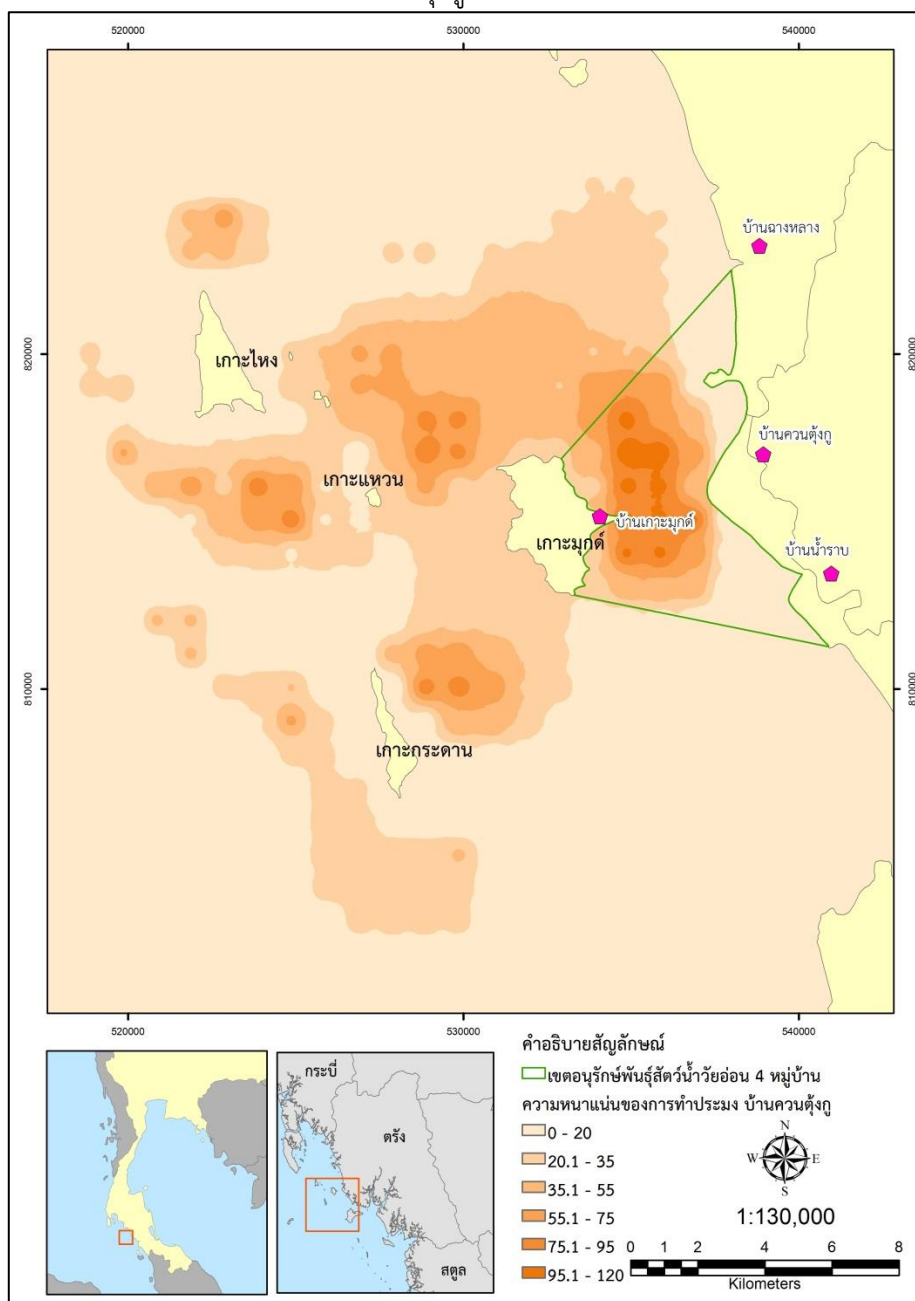 520000
530000
540000
820000
820000
810000
810000
บ้านฉางหลาง
เกาะไหง
บ้านควนตุ้งกู
เกาะแหวน
บ้านเกาะมุกด์
เกาะมุกด์
บ้านน้ำราบ
เกาะกระดาน
520000
530000
540000
กระบี่
ตรัง
สตูล
คำอธิบายสัญลักษณ์
เขตอนุรักษ์พันธุ์สัตว์น้ำวัยอ่อน 4 หมู่บ้าน
ความหนาแน่นของการทำประมง บ้านควนตุ้งกู
0 - 20
20.1 - 35
35.1 - 55
55.1 - 75
75.1 - 95
95.1 - 120
N
W E
S
1:130,000
0 2 4 6 8
Kilometers